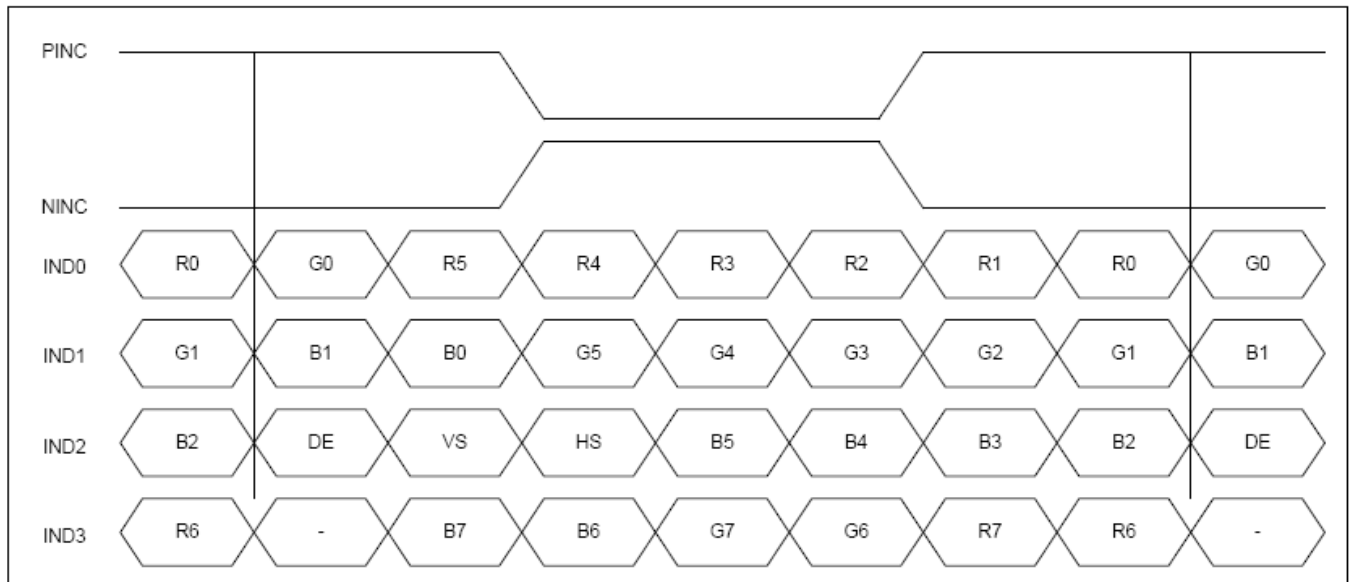 PINC
NINC
IND0 R0 G0 R5 R4 R3 R2 R1 R0 G0
IND1 G1 B1 B0 G5 G4 G3 G2 G1 B1
IND2 B2 DE VS HS B5 B4 B3 B2 DE
IND3 R6 - B7 B6 G7 G6 R7 R6 -